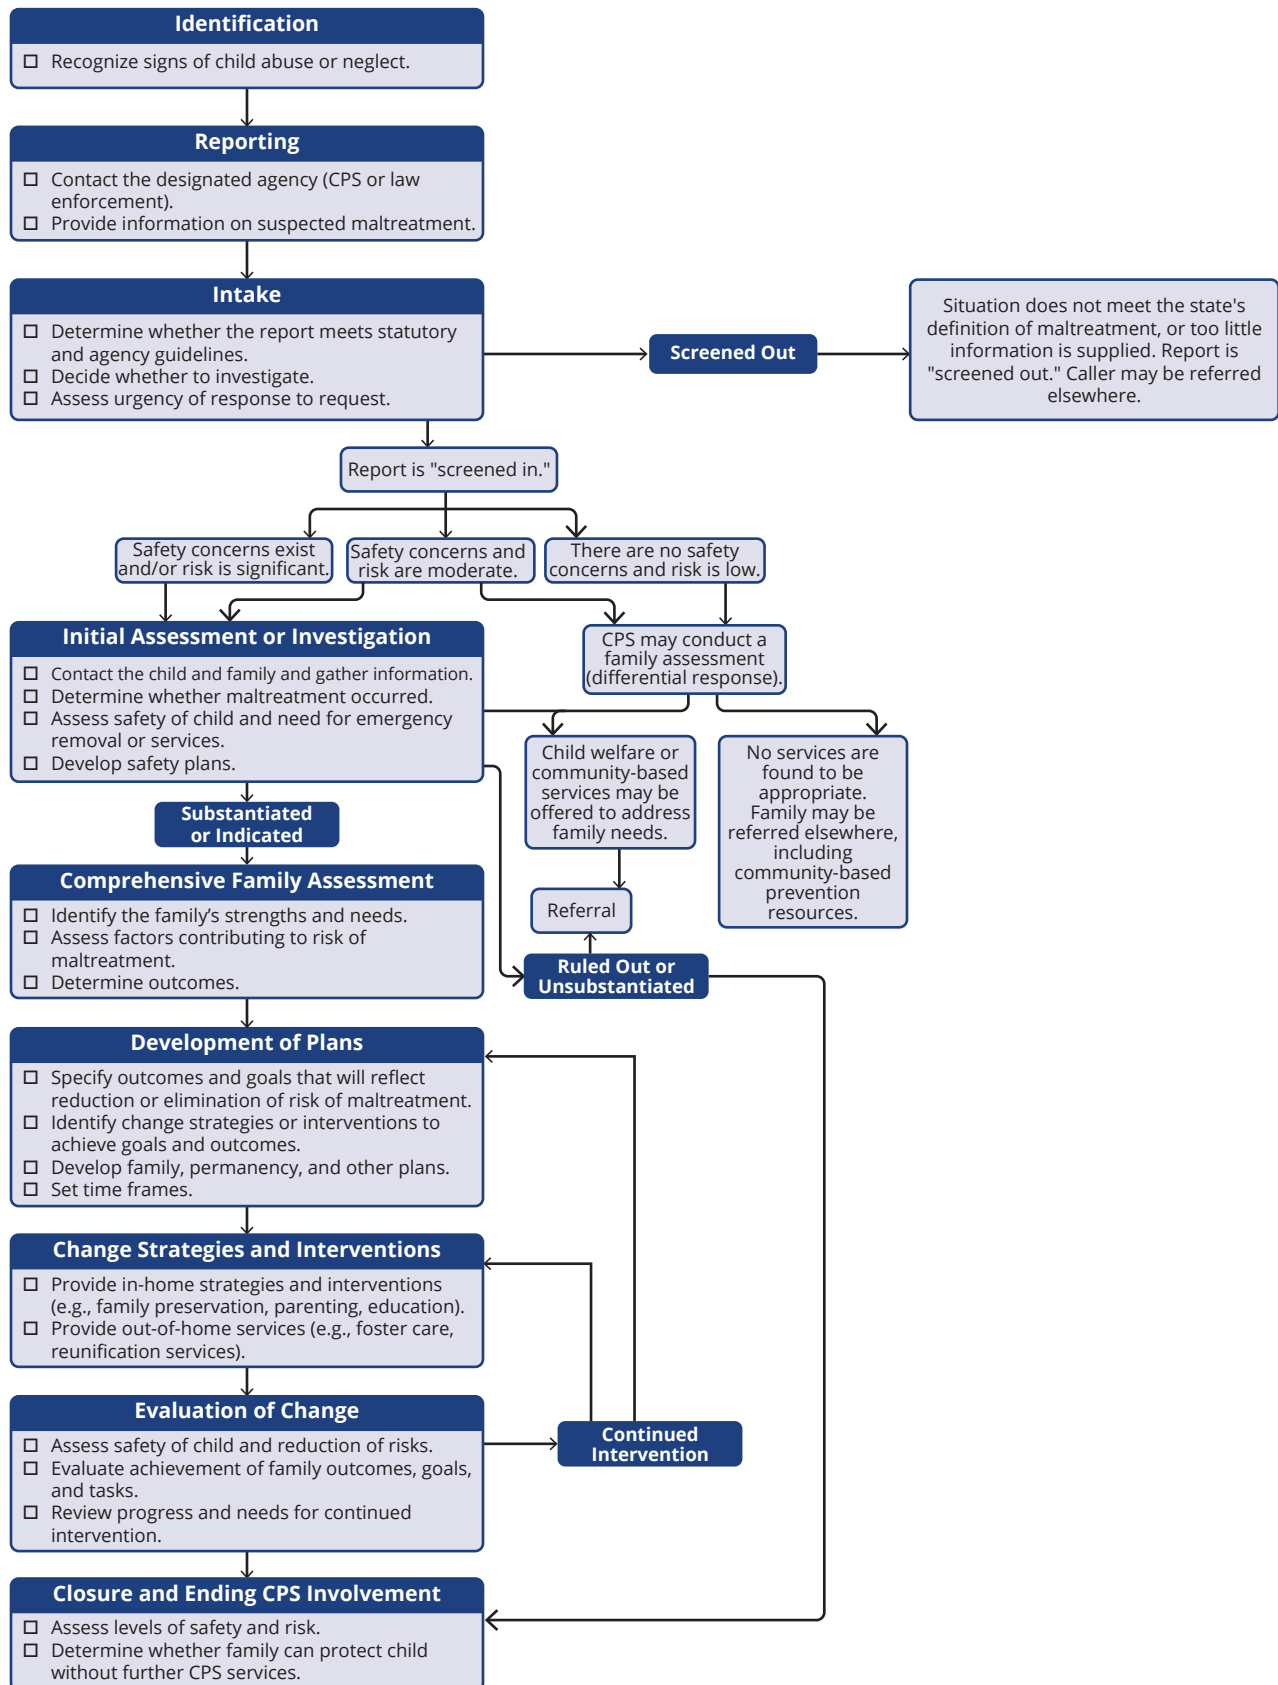 Identification
☐ Recognize signs of child abuse or neglect.
Reporting
☐ Contact the designated agency (CPS or law
enforcement).
☐ Provide information on suspected maltreatment.
Intake
☐ Determine whether the report meets statutory
and agency guidelines.
☐ Decide whether to investigate.
☐ Assess urgency of response to request.
Screened Out
Situation does not meet the state's
definition of maltreatment, or too little
information is supplied. Report is
"screened out." Caller may be referred
elsewhere.
Report is "screened in."
Safety concerns exist
and/or risk is significant.
Safety concerns and
risk are moderate.
There are no safety
concerns and risk is low.
Initial Assessment or Investigation
☐ Contact the child and family and gather information.
☐ Determine whether maltreatment occurred.
☐ Assess safety of child and need for emergency
removal or services.
☐ Develop safety plans.
CPS may conduct a
family assessment
(differential response).
Child welfare or
community-based
services may be
offered to address
family needs.
No services are
found to be
appropriate.
Family may be
referred elsewhere,
including
community-based
prevention
resources.
Substantiated
or Indicated
Comprehensive Family Assessment
☐ Identify the family’s strengths and needs.
☐ Assess factors contributing to risk of
maltreatment.
☐ Determine outcomes.
Referral
Ruled Out or
Unsubstantiated
Development of Plans
☐ Specify outcomes and goals that will reflect
reduction or elimination of risk of maltreatment.
☐ Identify change strategies or interventions to
achieve goals and outcomes.
☐ Develop family, permanency, and other plans.
☐ Set time frames.
Change Strategies and Interventions
☐ Provide in-home strategies and interventions
(e.g., family preservation, parenting, education).
☐ Provide out-of-home services (e.g., foster care,
reunification services).
Evaluation of Change
☐ Assess safety of child and reduction of risks.
☐ Evaluate achievement of family outcomes, goals,
and tasks.
☐ Review progress and needs for continued
intervention.
Continued
Intervention
Closure and Ending CPS Involvement
☐ Assess levels of safety and risk.
☐ Determine whether family can protect child
without further CPS services.